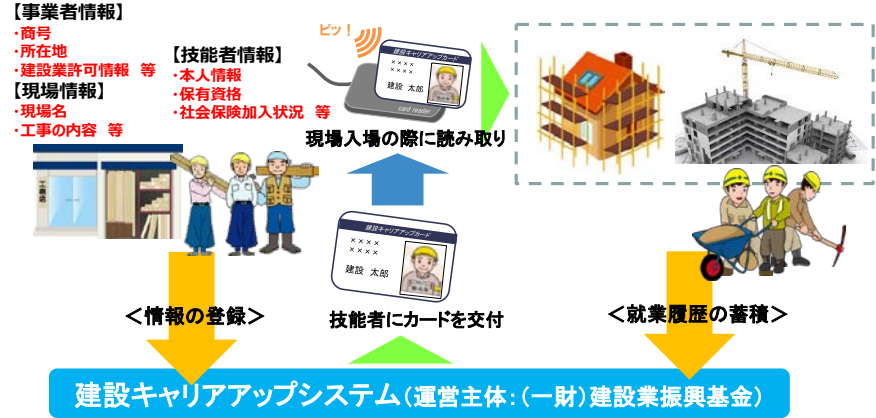 【事業者情報】
・商号
・所在地
・建設業許可情報 等
【現場情報】
・現場名
・工事の内容 等
【技能者情報】
・本人情報
・保有資格
・社会保険加入状況 等
ピッ!
建設キャリアアップカード
××××
××××
建設 太郎
card reader
現場入場の際に読み取り
工務店
建設キャリアアップカード
××××
××××
建設 太郎
<情報の登録>
技能者にカードを交付
<就業履歴の蓄積>
建設キャリアアップシステム(運営主体:(一財)建設業振興基金)